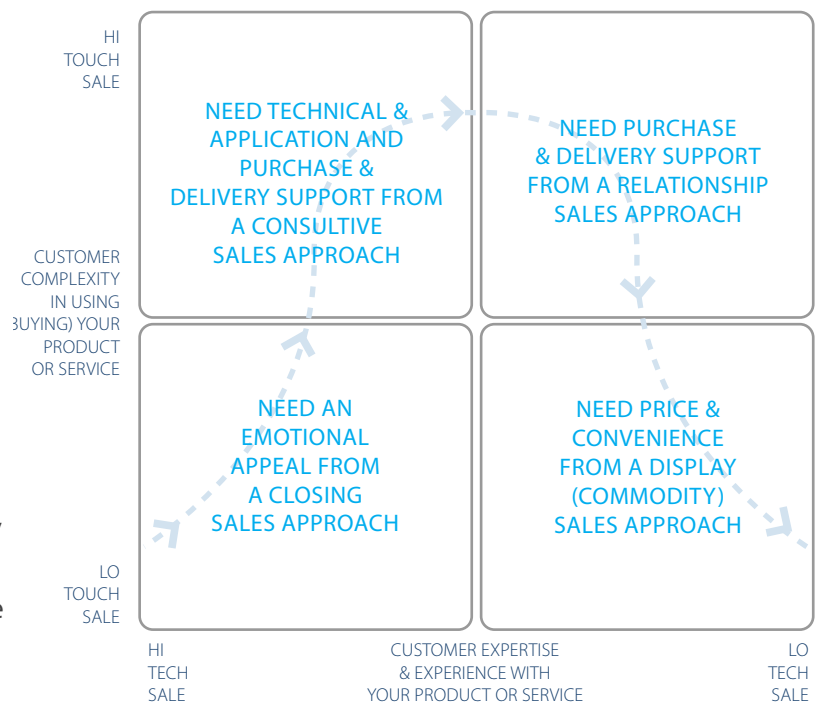 HI
TOUCH
SALE
NEED TECHNICAL &
APPLICATION AND
PURCHASE &
DELIVERY SUPPORT FROM
A CONSULTIVE
SALES APPROACH
NEED PURCHASE
& DELIVERY SUPPORT
FROM A RELATIONSHIP
SALES APPROACH
CUSTOMER
COMPLEXITY
IN USING
BUYING) YOUR
PRODUCT
OR SERVICE
NEED AN
EMOTIONAL
APPEAL FROM
A CLOSING
SALES APPROACH
NEED PRICE &
CONVENIENCE
FROM A DISPLAY
(COMMODITY)
SALES APPROACH
LO
TOUCH
SALE
HI
TECH
SALE
CUSTOMER EXPERTISE
& EXPERIENCE WITH
YOUR PRODUCT OR SERVICE
LO
TECH
SALE